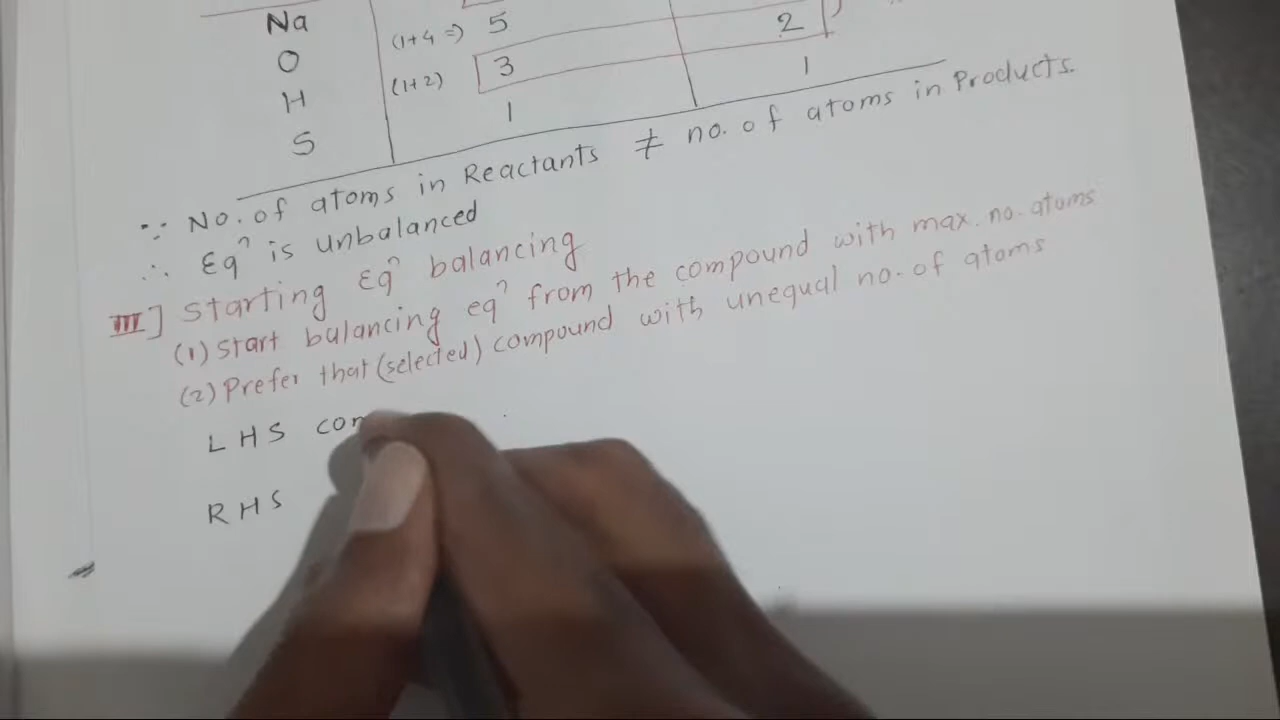 Na
O (1+4 =) 5 2
H (1+2) 3 1
S 1
∵ No. of atoms in Reactants ≠ no. of atoms in Products.
∴ Eqⁿ is unbalanced
III] Starting Eqⁿ balancing
(1) Start balancing eqⁿ from the compound with max. no. atoms
(2) Prefer that (selected) compound with unequal no. of atoms
LHS com
RHS